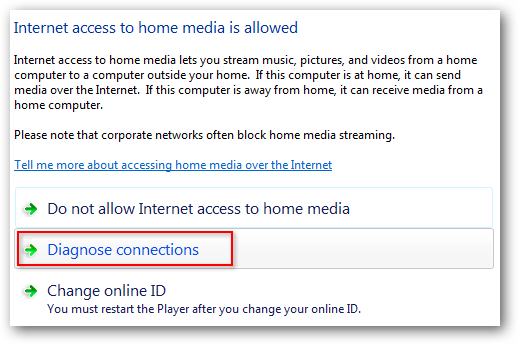 Internet access to home media is allowed
Internet access to home media lets you stream music, pictures, and videos from a home
computer to a computer outside your home.  If this computer is at home, it can send
media over the Internet.  If this computer is away from home, it can receive media from a
home computer.
Please note that corporate networks often block home media streaming.
Tell me more about accessing home media over the Internet
Do not allow Internet access to home media
Diagnose connections
Change online ID
You must restart the Player after you change your online ID.